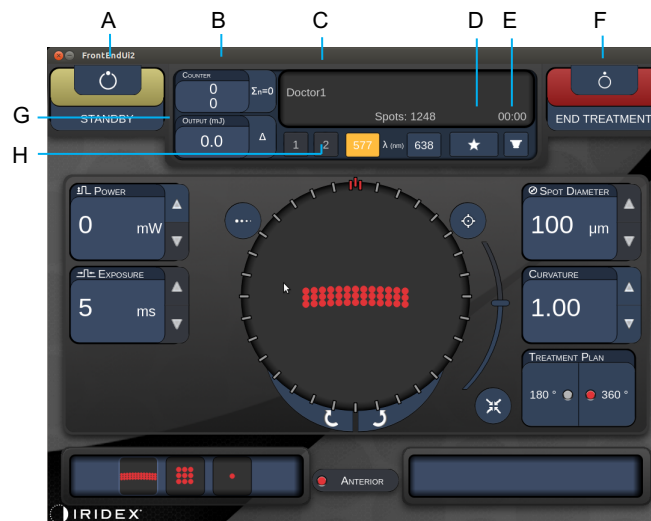 A
B
C
D
E
F
G
H
FrontEndUi2
STANDBY
COUNTER
0
0
Σn=0
OUTPUT (mJ)
0.0
Δ
Doctor1
Spots: 1248
00:00
1
2
577
λ (nm)
638
END TREATMENT
POWER
0 mW
EXPOSURE
5 ms
SPOT DIAMETER
100 µm
CURVATURE
1.00
TREATMENT PLAN
180 °
360 °
ANTERIOR
IRIDEX